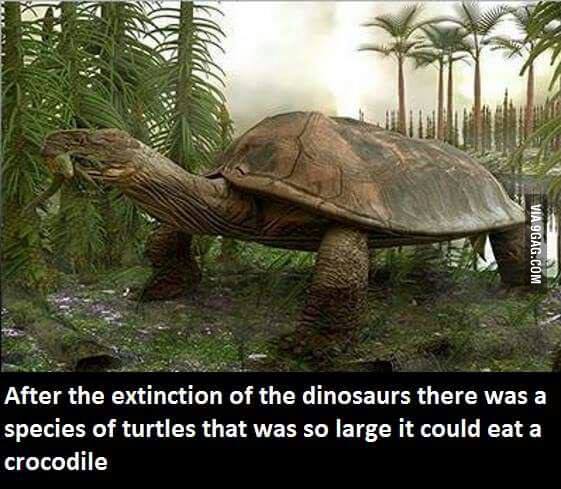 VIA 9GAG.COM
After the extinction of the dinosaurs there was a
species of turtles that was so large it could eat a
crocodile